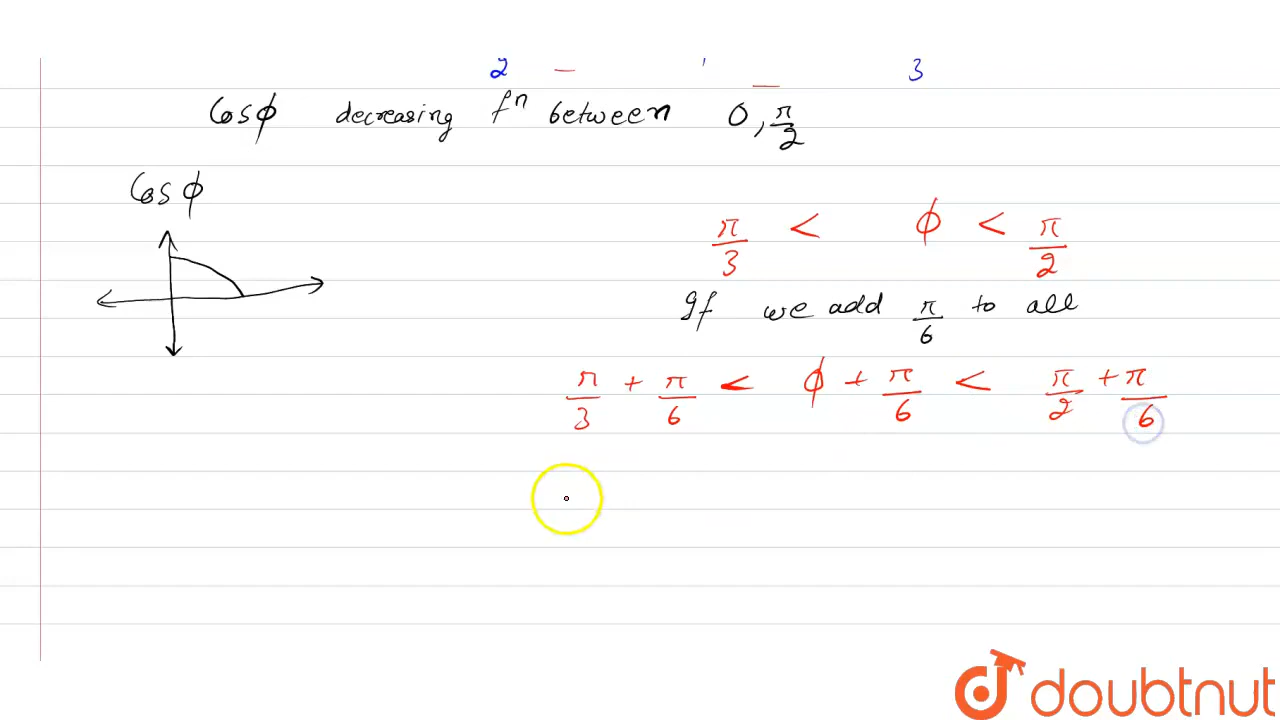 2 — — 3
Cosφ decreasing fⁿ between 0, π/2
Cos φ
π/3 < φ < π/2
If we add π/6 to all
π/3 + π/6 < φ + π/6 < π/2 + π/6
doubtnut